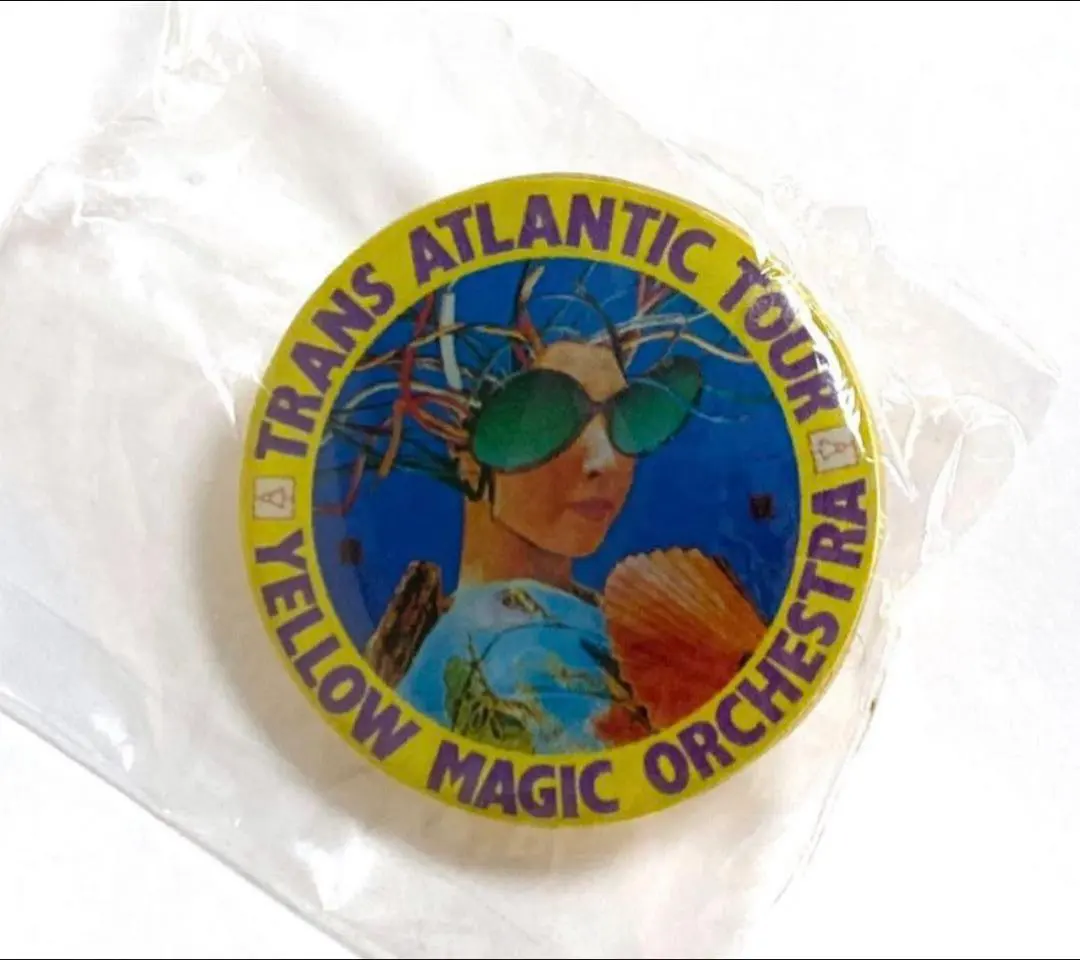 TRANS ATLANTIC TOUR
YELLOW MAGIC ORCHESTRA